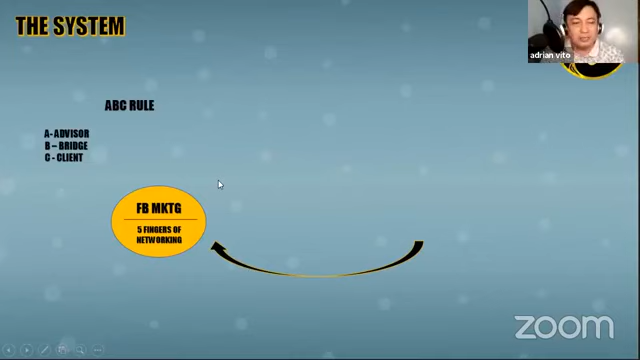 THE SYSTEM
adrian vito
ABC RULE
A- ADVISOR
B – BRIDGE
C - CLIENT
FB MKTG
5 FINGERS OF
NETWORKING
zoom